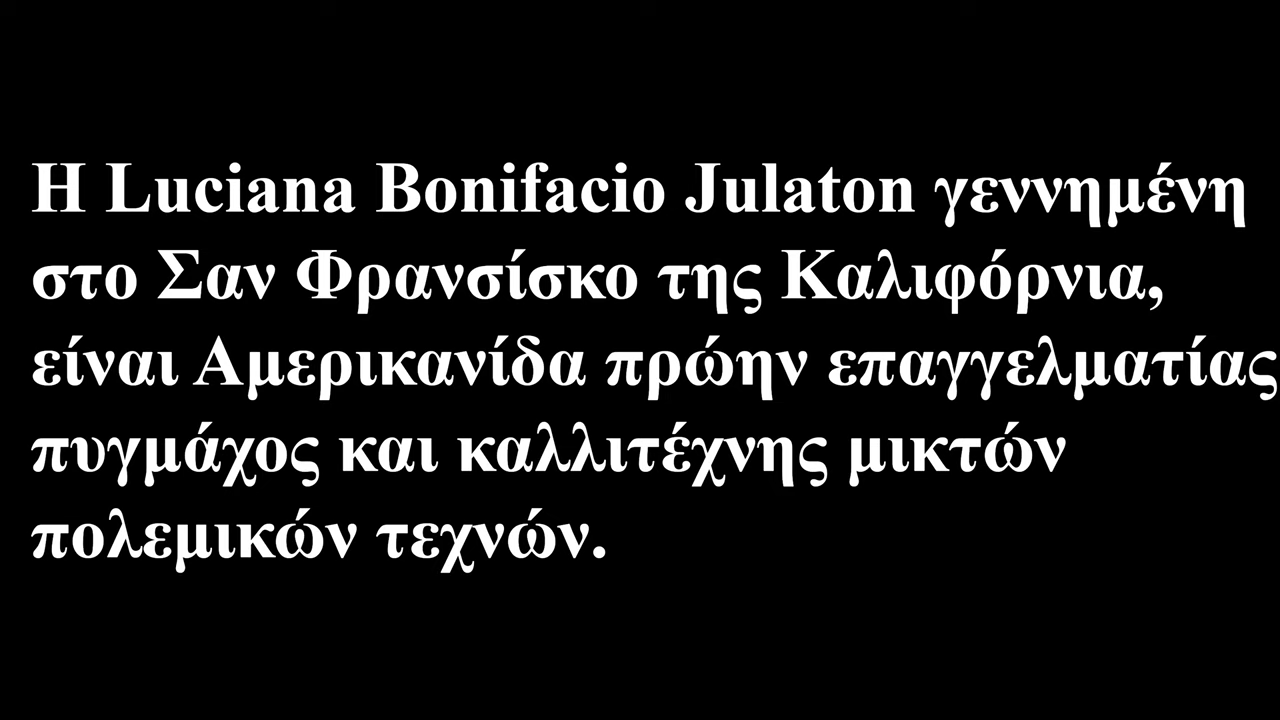 Η Luciana Bonifacio Julaton γεννημένη
στο Σαν Φρανσίσκο της Καλιφόρνια,
είναι Αμερικανίδα πρώην επαγγελματίας
πυγμάχος και καλλιτέχνης μικτών
πολεμικών τεχνών.